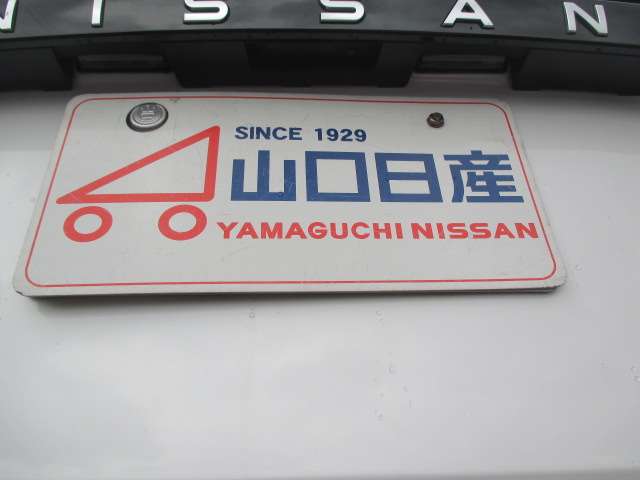 NISSAN
SINCE 1929
山口日産
YAMAGUCHI NISSAN